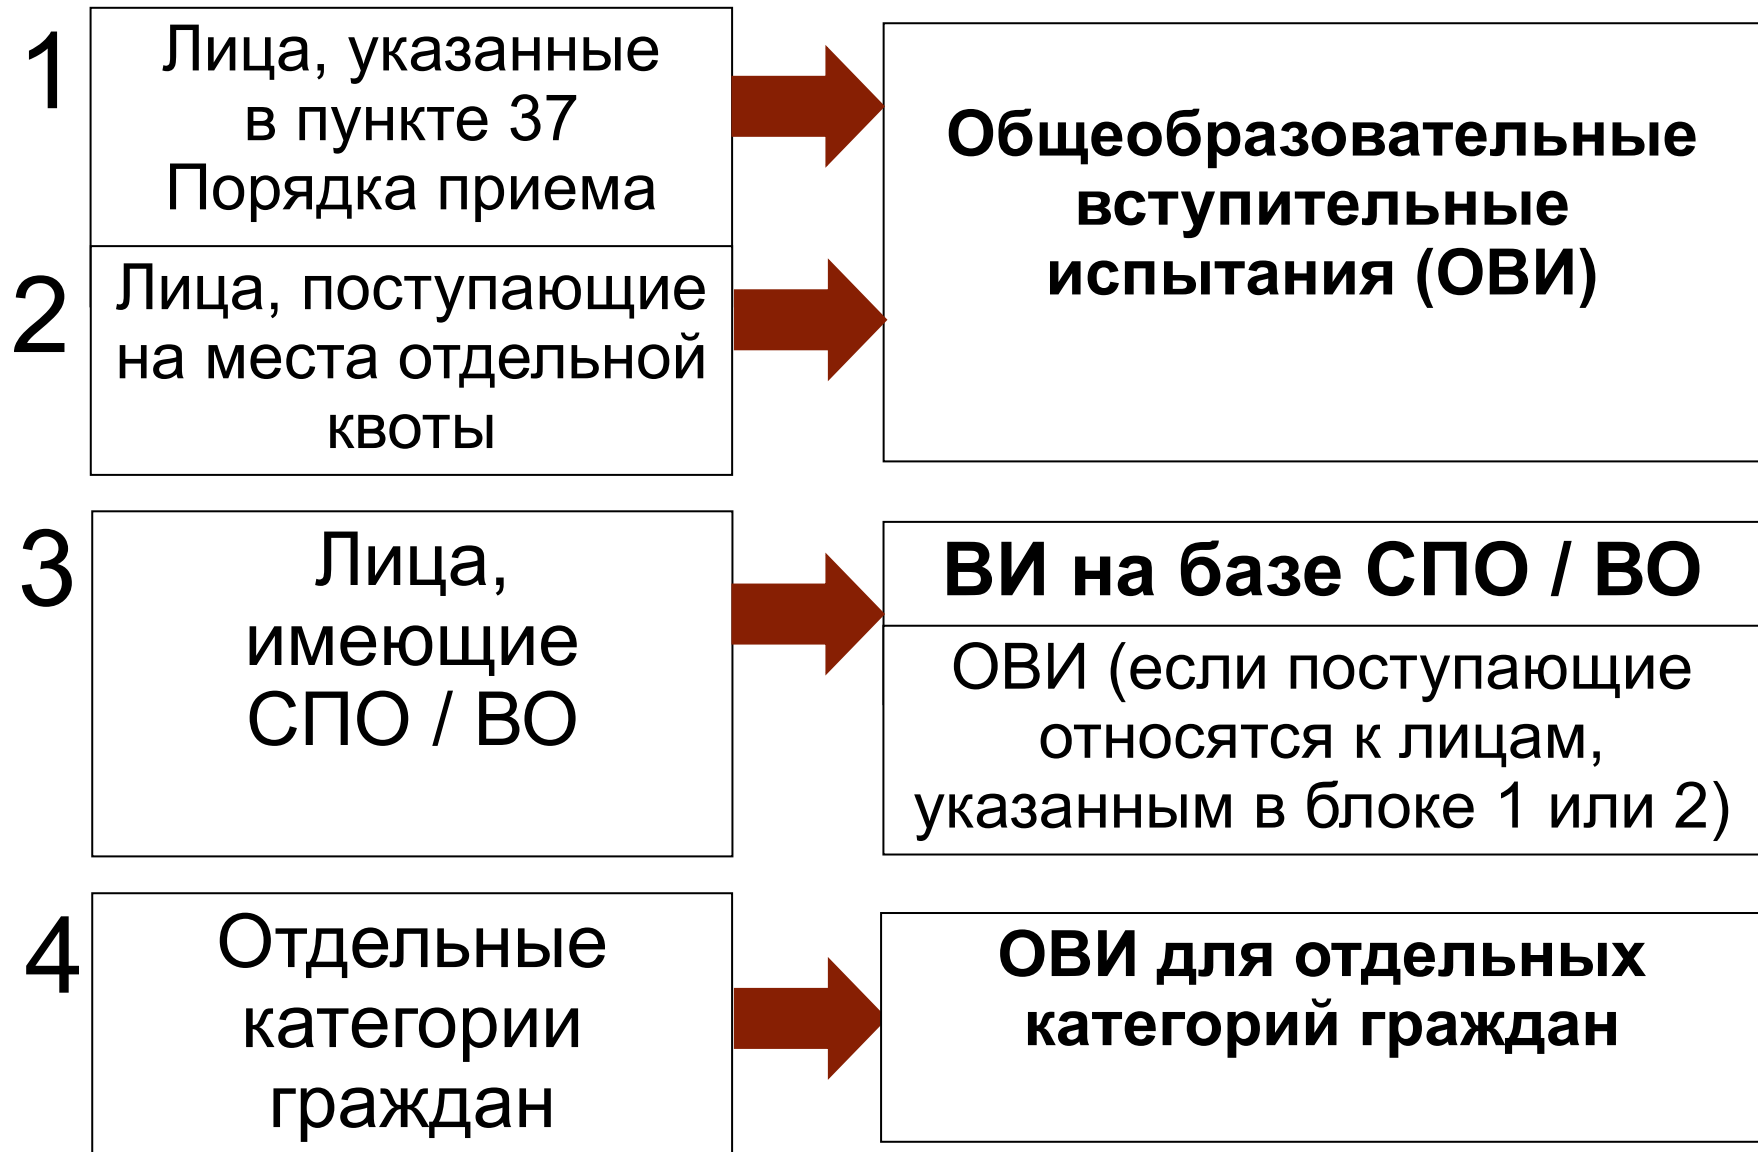 1
Лица, указанные
в пункте 37
Порядка приема
Общеобразовательные
вступительные
испытания (ОВИ)
2
Лица, поступающие
на места отдельной
квоты
3
Лица,
имеющие
СПО / ВО
ВИ на базе СПО / ВО
ОВИ (если поступающие
относятся к лицам,
указанным в блоке 1 или 2)
4
Отдельные
категории
граждан
ОВИ для отдельных
категорий граждан